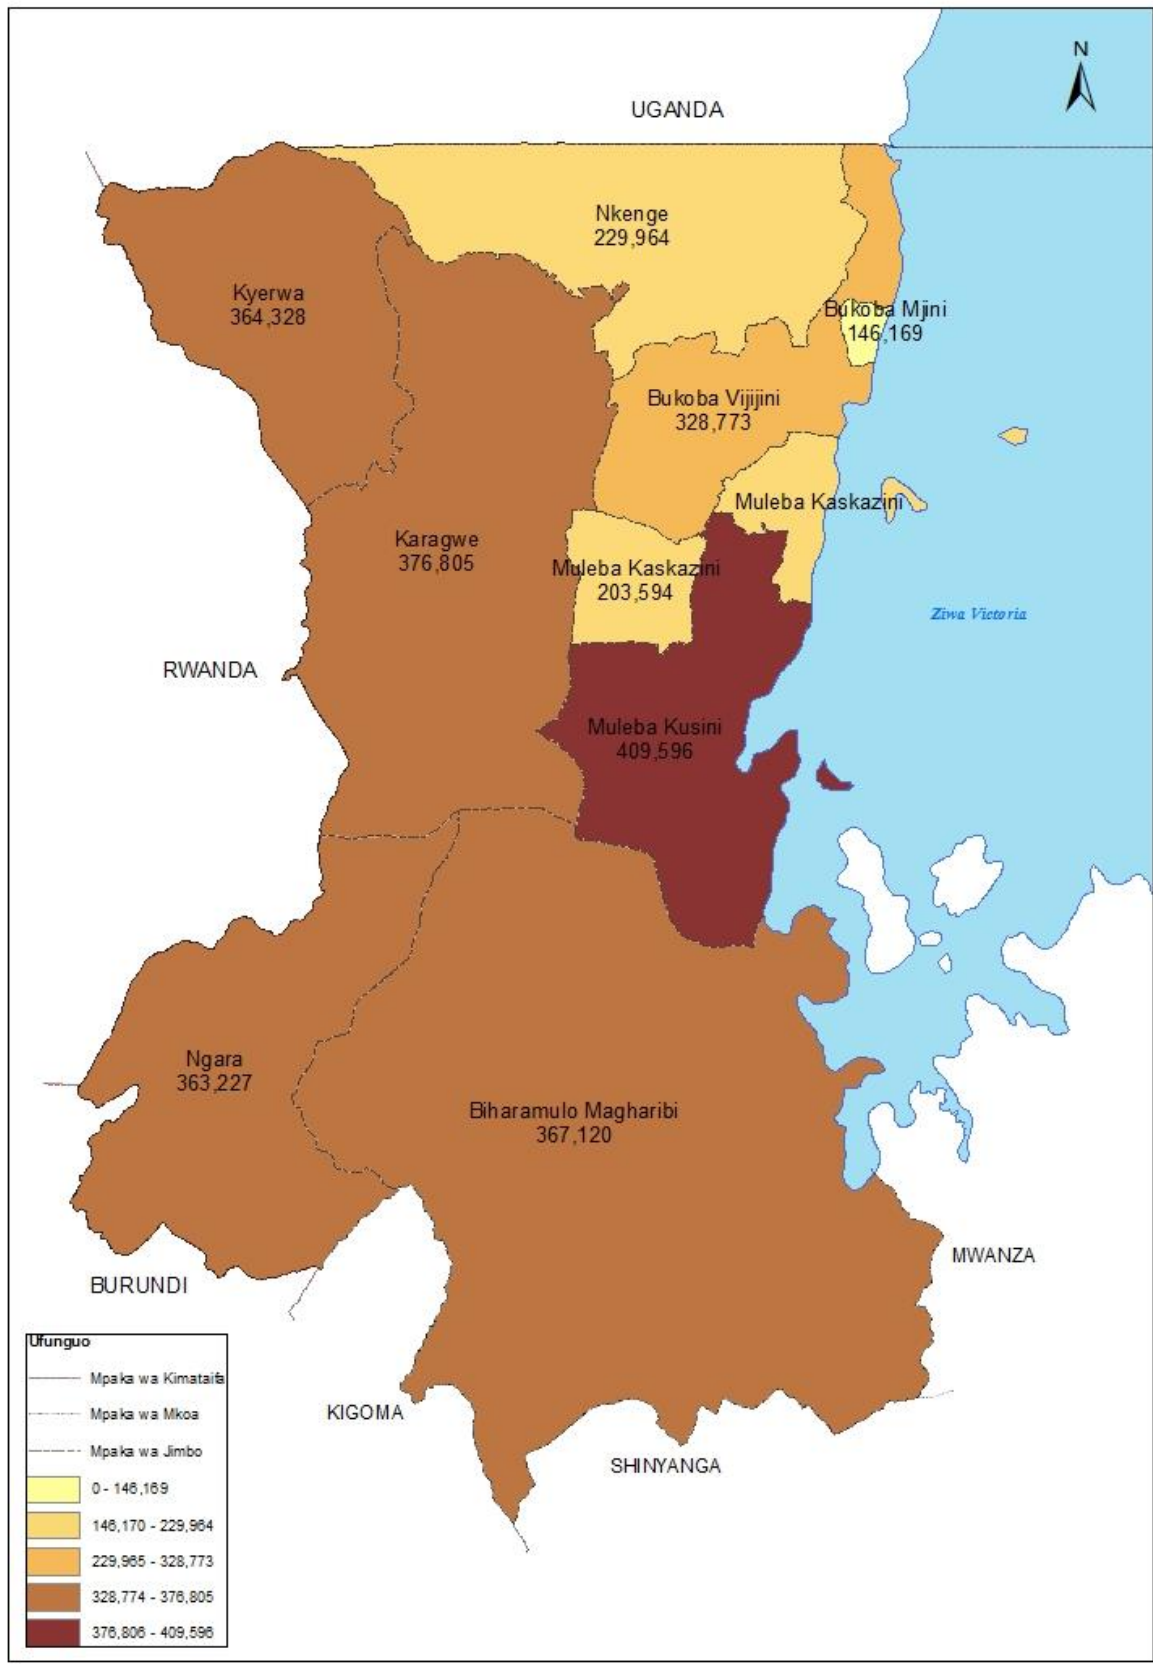 N
UGANDA
Nkenge
229,964
Kyerwa
364,328
Bukoba Mjini
146,169
Bukoba Vijijini
328,773
Muleba Kaskazini
Karagwe
376,805
Muleba Kaskazini
203,594
Ziwa Victoria
RWANDA
Muleba Kusini
409,596
Ngara
363,227
Biharamulo Magharibi
367,120
MWANZA
BURUNDI
KIGOMA
SHINYANGA
Ufunguo
Mpaka wa Kimataifa
Mpaka wa Mkoa
Mpaka wa Jimbo
0 - 146,169
146,170 - 229,964
229,965 - 328,773
328,774 - 376,805
376,806 - 409,596